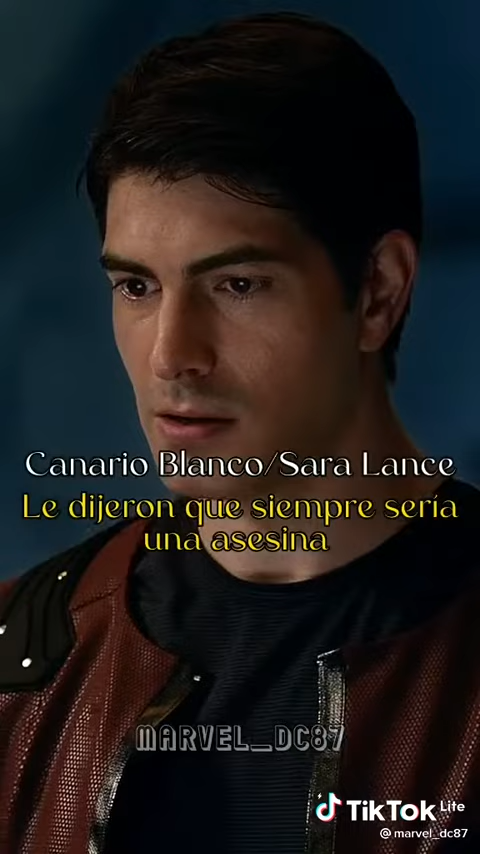 Canario Blanco/Sara Lance
Le dijeron que siempre sería
una asesina
MARVEL_DC87
TikTok Lite
@marvel_dc87